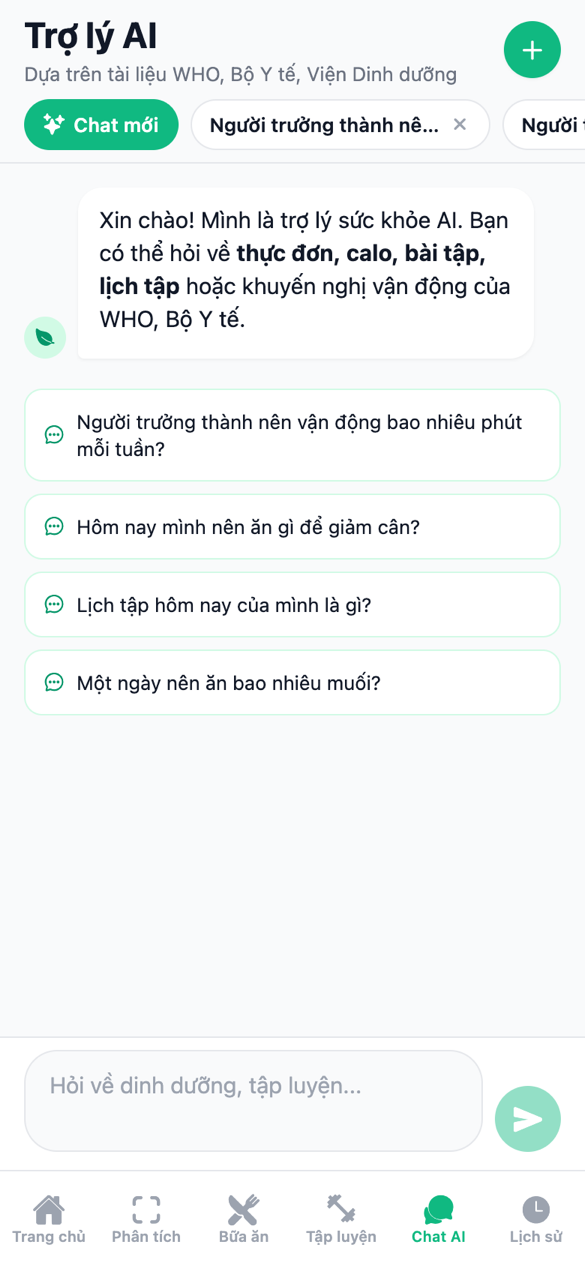 Trợ lý AI
Dựa trên tài liệu WHO, Bộ Y tế, Viện Dinh dưỡng
Chat mới
Người trưởng thành nê...
Người
Xin chào! Mình là trợ lý sức khỏe AI. Bạn
có thể hỏi về thực đơn, calo, bài tập,
lịch tập hoặc khuyến nghị vận động của
WHO, Bộ Y tế.
Người trưởng thành nên vận động bao nhiêu phút
mỗi tuần?
Hôm nay mình nên ăn gì để giảm cân?
Lịch tập hôm nay của mình là gì?
Một ngày nên ăn bao nhiêu muối?
Hỏi về dinh dưỡng, tập luyện...
Trang chủ
Phân tích
Bữa ăn
Tập luyện
Chat AI
Lịch sử